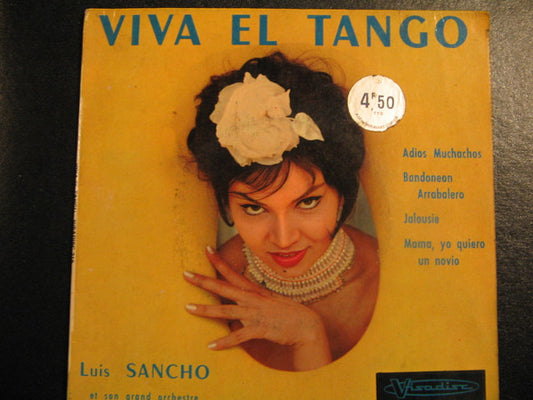 VIVA EL TANGO
4F50
Adios Muchachos
Bandoneon
Arrabalero
Jalousie
Mama, yo quiero
un novio
Luis SANCHO
et son grand orchestre
Visadisc